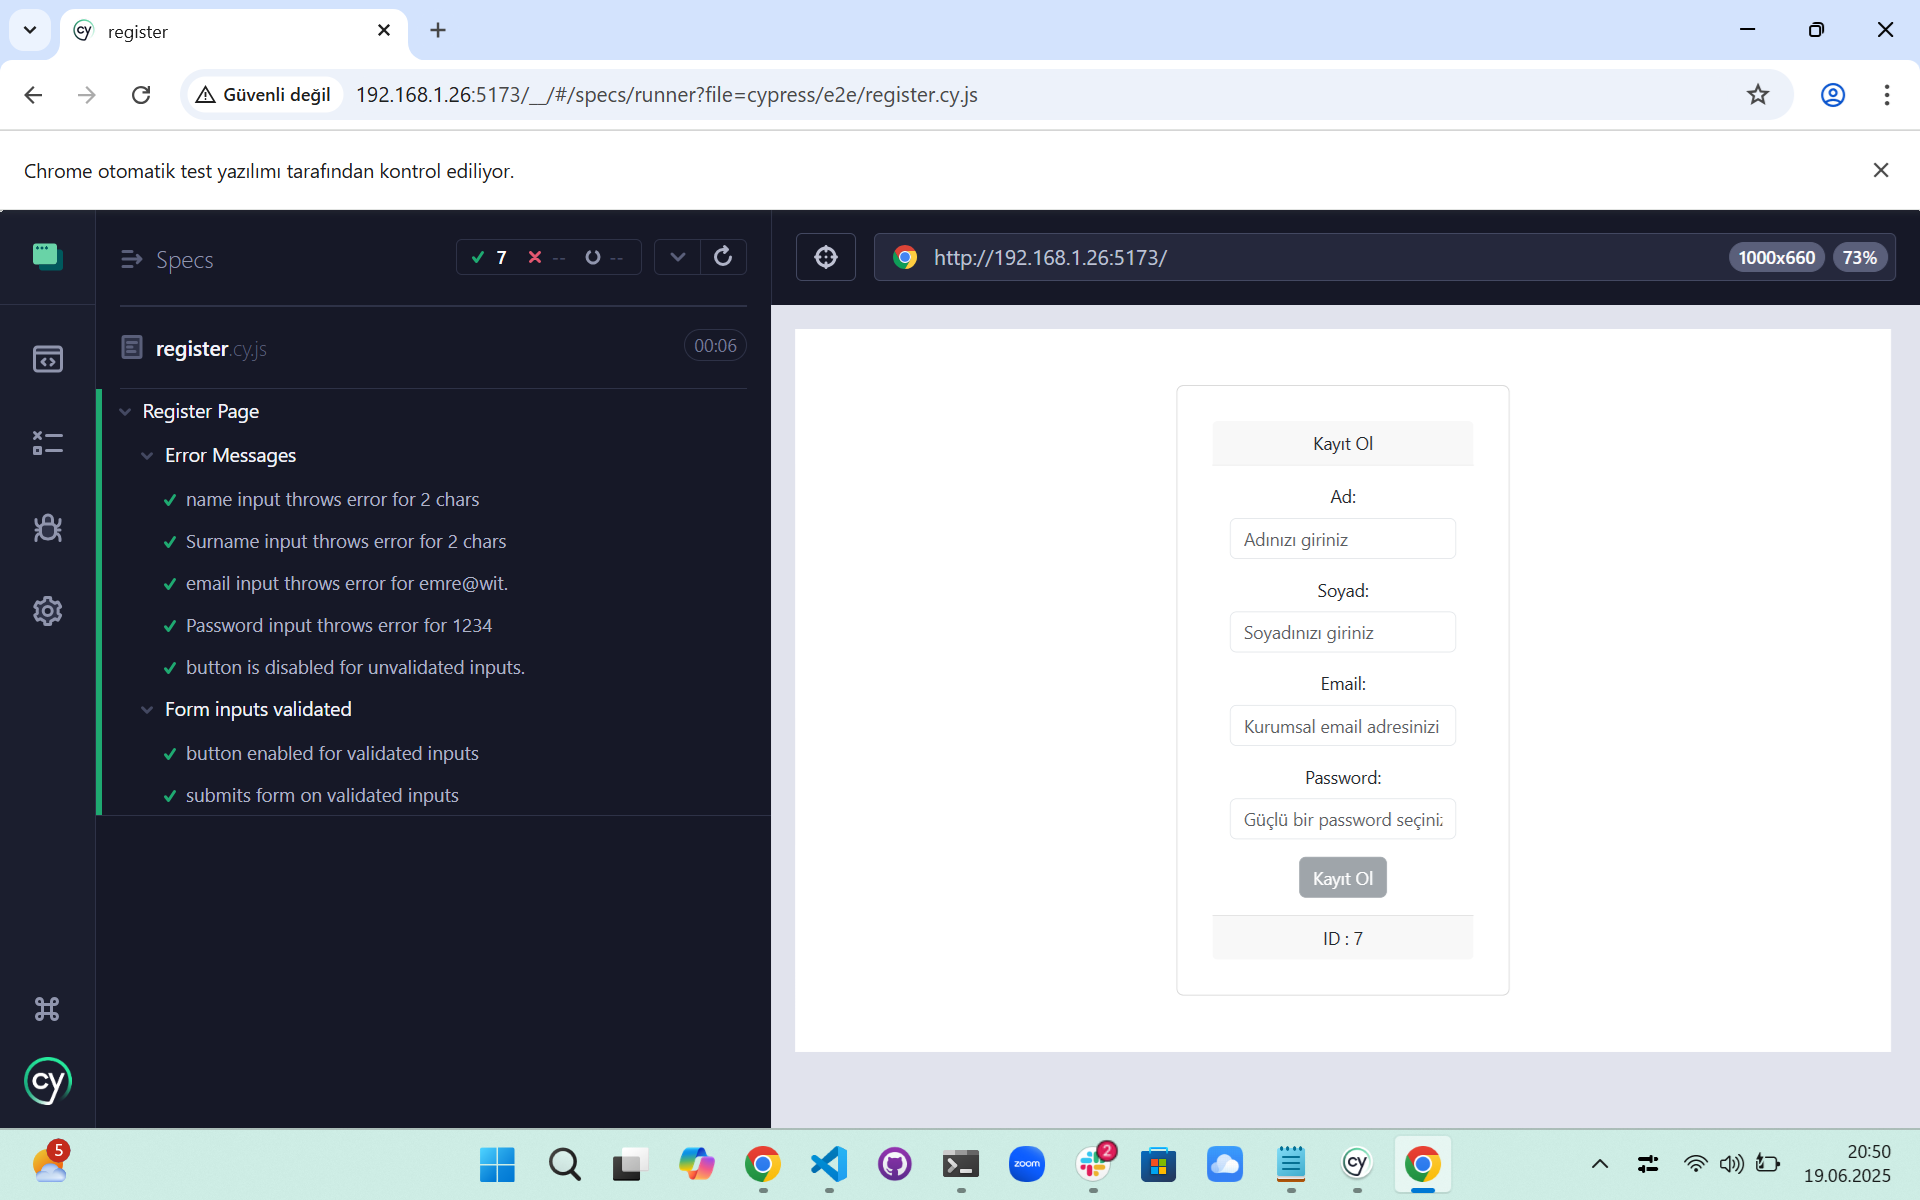 register
Güvenli değil
192.168.1.26:5173/__/#/specs/runner?file=cypress/e2e/register.cy.js
Chrome otomatik test yazılımı tarafından kontrol ediliyor.
Specs
7 -- --
http://192.168.1.26:5173/
1000x660
73%
register.cy.js
00:06
Register Page
Error Messages
name input throws error for 2 chars
Surname input throws error for 2 chars
email input throws error for emre@wit.
Password input throws error for 1234
button is disabled for unvalidated inputs.
Form inputs validated
button enabled for validated inputs
submits form on validated inputs
Kayıt Ol
Ad:
Adınızı giriniz
Soyad:
Soyadınızı giriniz
Email:
Kurumsal email adresinizi
Password:
Güçlü bir password seçiniz
Kayıt Ol
ID : 7
cy
5
zoom
2
cy
20:50
19.06.2025